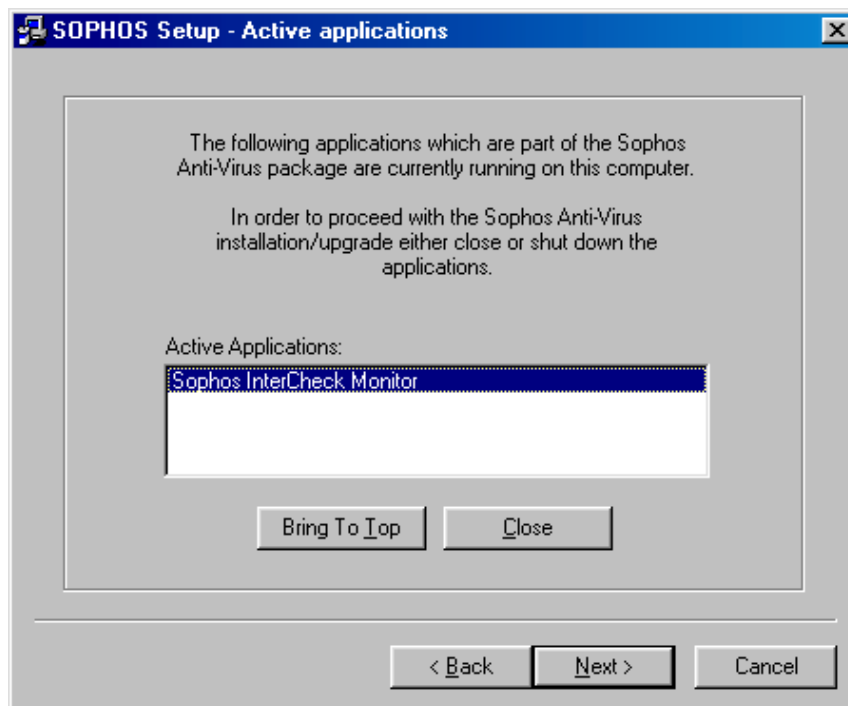 SOPHOS Setup - Active applications
The following applications which are part of the Sophos
Anti-Virus package are currently running on this computer.
In order to proceed with the Sophos Anti-Virus
installation/upgrade either close or shut down the
applications.
Active Applications:
Sophos InterCheck Monitor
Bring To Top
Close
< Back
Next >
Cancel